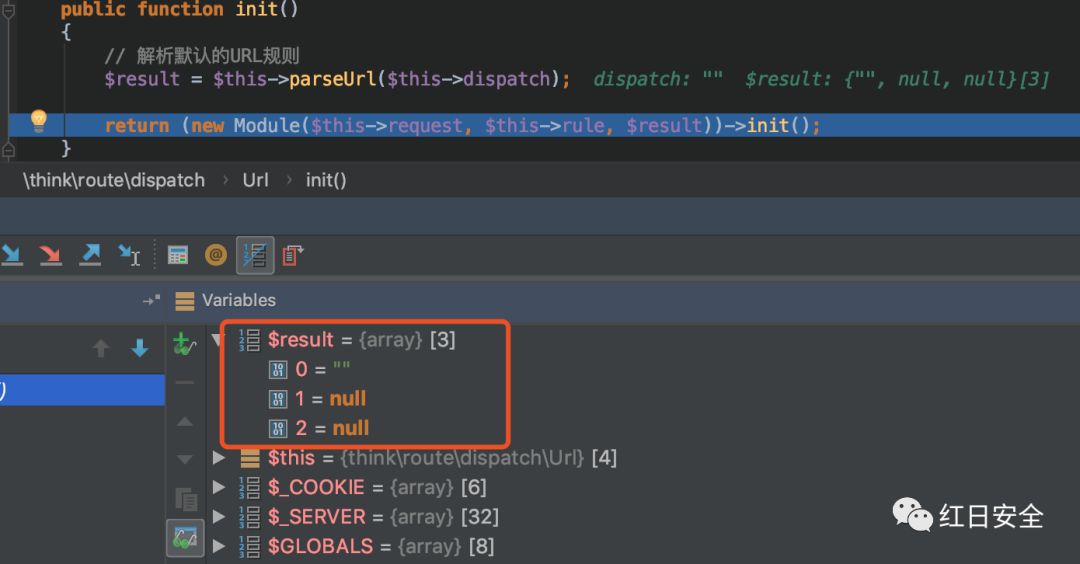 public function init()
{
// 解析默认的URL规则
$result = $this->parseUrl($this->dispatch); dispatch: "" $result: {"", null, null}[3]
return (new Module($this->request, $this->rule, $result))->init();
}
\think\route\dispatch › Url › init()
Variables
$result = {array} [3]
0 = ""
1 = null
2 = null
()
$this = {think\route\dispatch\Url} [4]
$_COOKIE = {array} [6]
$_SERVER = {array} [32]
$GLOBALS = {array} [8]
红日安全